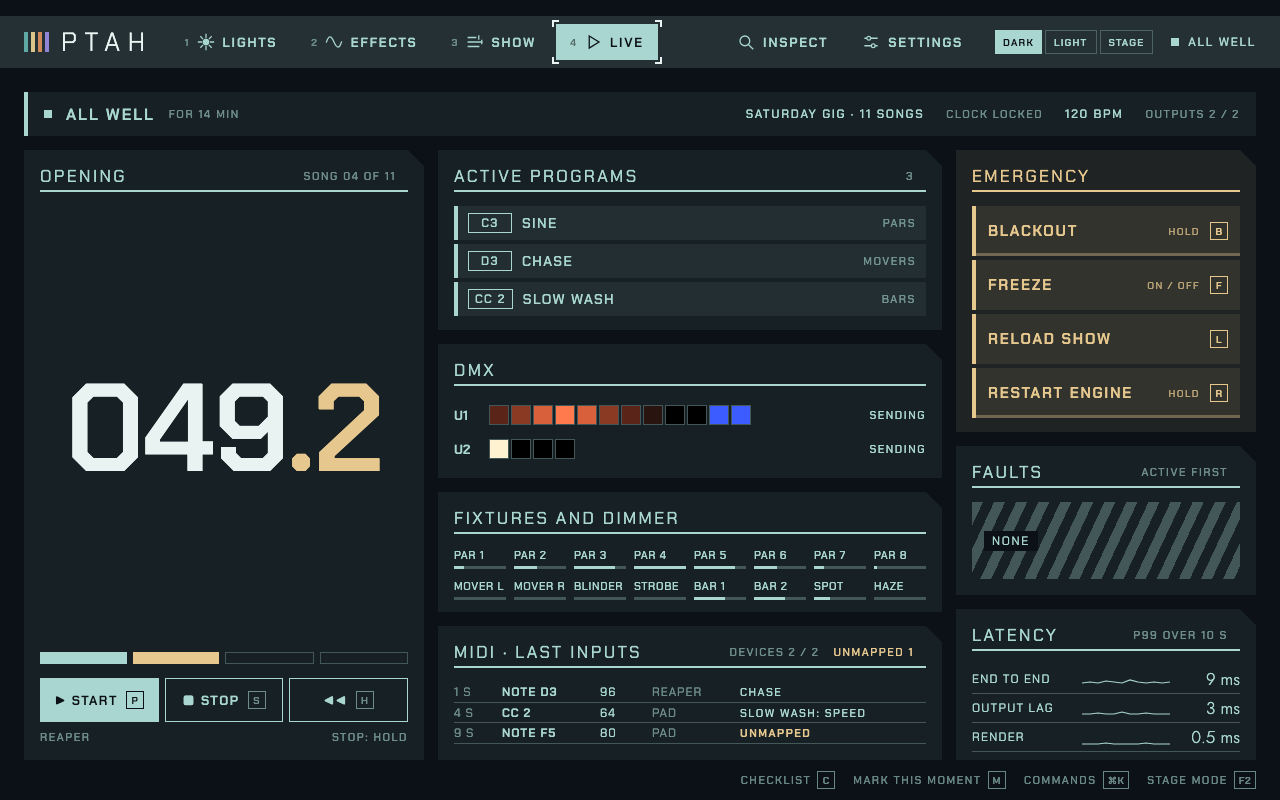 PTAH 1 LIGHTS 2 EFFECTS 3 SHOW 4 LIVE INSPECT SETTINGS DARK LIGHT STAGE ALL WELL
ALL WELL FOR 14 MIN SATURDAY GIG · 11 SONGS CLOCK LOCKED 120 BPM OUTPUTS 2 / 2
OPENING SONG 04 OF 11
049.2
START P STOP S H
REAPER STOP: HOLD
ACTIVE PROGRAMS 3
C3 SINE PARS
D3 CHASE MOVERS
CC 2 SLOW WASH BARS
DMX
U1 SENDING
U2 SENDING
FIXTURES AND DIMMER
PAR 1 PAR 2 PAR 3 PAR 4 PAR 5 PAR 6 PAR 7 PAR 8
MOVER L MOVER R BLINDER STROBE BAR 1 BAR 2 SPOT HAZE
MIDI · LAST INPUTS DEVICES 2 / 2 UNMAPPED 1
1 S NOTE D3 96 REAPER CHASE
4 S CC 2 64 PAD SLOW WASH: SPEED
9 S NOTE F5 80 PAD UNMAPPED
EMERGENCY
BLACKOUT HOLD B
FREEZE ON / OFF F
RELOAD SHOW L
RESTART ENGINE HOLD R
FAULTS ACTIVE FIRST
NONE
LATENCY P99 OVER 10 S
END TO END 9 ms
OUTPUT LAG 3 ms
RENDER 0.5 ms
CHECKLIST C MARK THIS MOMENT M COMMANDS ⌘K STAGE MODE F2